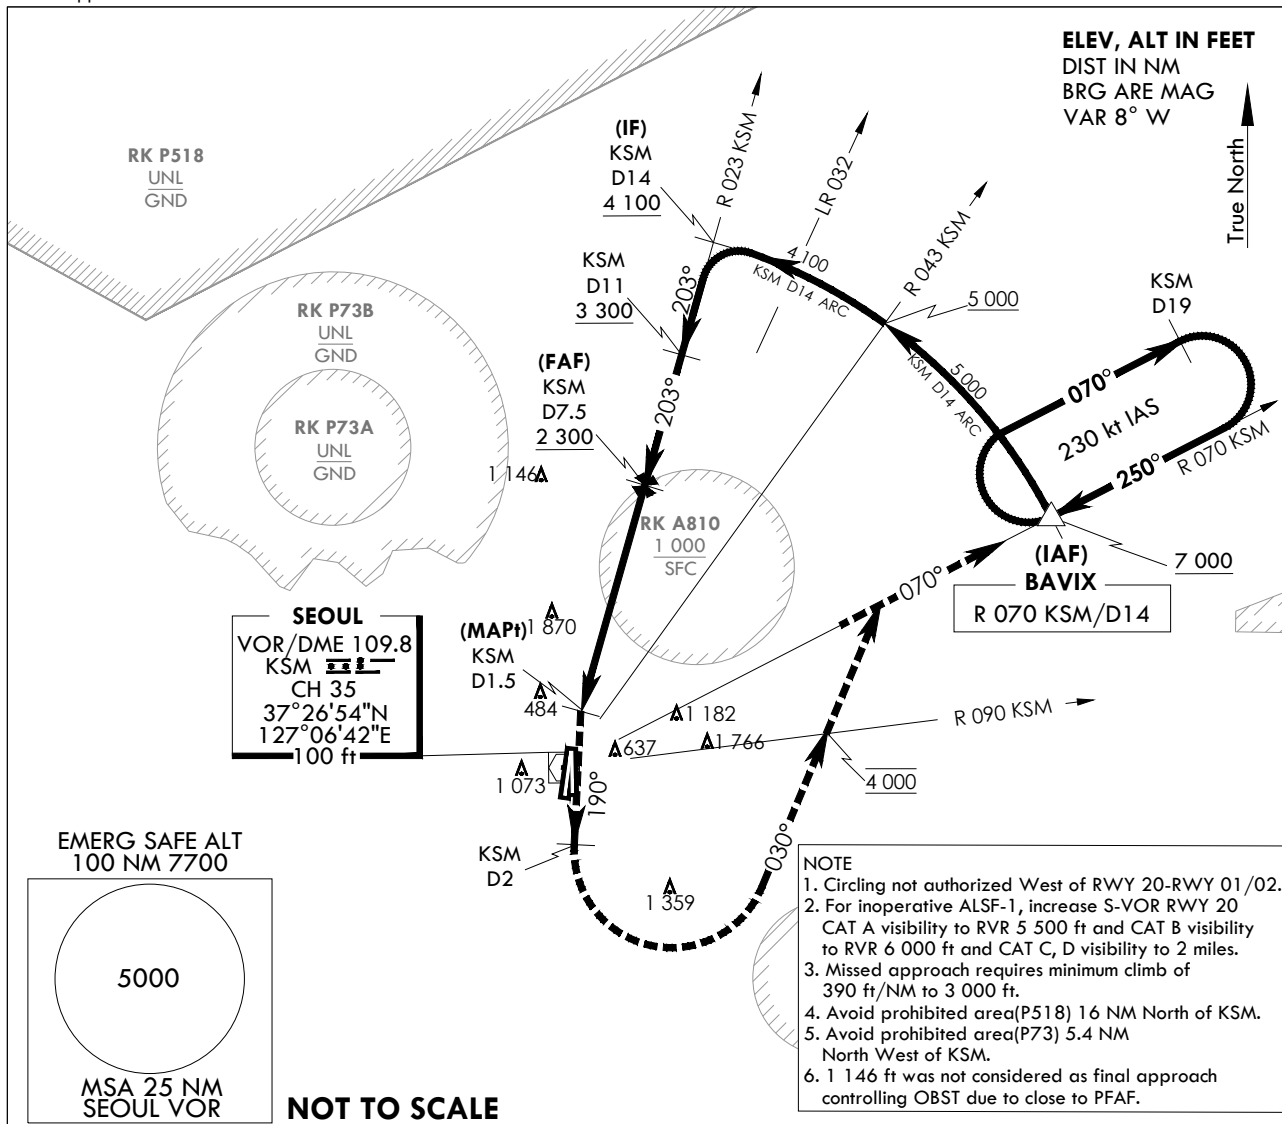 ELEV, ALT IN FEET
DIST IN NM
BRG ARE MAG
VAR 8° W
True North
RK P518
UNL
GND
(IF)
KSM
D14
4 100
R 023 KSM
LR 032
R 043 KSM
4 100
KSM D14 ARC
5 000
KSM
D19
KSM
D11
3 300
203°
RK P73B
UNL
GND
(FAF)
KSM
D7.5
2 300
203°
5 000
KSM D14 ARC
070°
230 kt IAS
250°
R 070 KSM
RK P73A
UNL
GND
1 146
RK A810
1 000
SFC
(IAF)
BAVIX
R 070 KSM/D14
7 000
070°
SEOUL
VOR/DME 109.8
KSM
CH 35
37°26'54"N
127°06'42"E
100 ft
1 870
(MAPt)
KSM
D1.5
484
1 182
637
1 766
R 090 KSM
1 073
190°
4 000
KSM
D2
030°
1 359
EMERG SAFE ALT
100 NM 7700
5000
MSA 25 NM
SEOUL VOR
NOT TO SCALE
NOTE
1. Circling not authorized West of RWY 20-RWY 01/02.
2. For inoperative ALSF-1, increase S-VOR RWY 20
CAT A visibility to RVR 5 500 ft and CAT B visibility
to RVR 6 000 ft and CAT C, D visibility to 2 miles.
3. Missed approach requires minimum climb of
390 ft/NM to 3 000 ft.
4. Avoid prohibited area(P518) 16 NM North of KSM.
5. Avoid prohibited area(P73) 5.4 NM
North West of KSM.
6. 1 146 ft was not considered as final approach
controlling OBST due to close to PFAF.